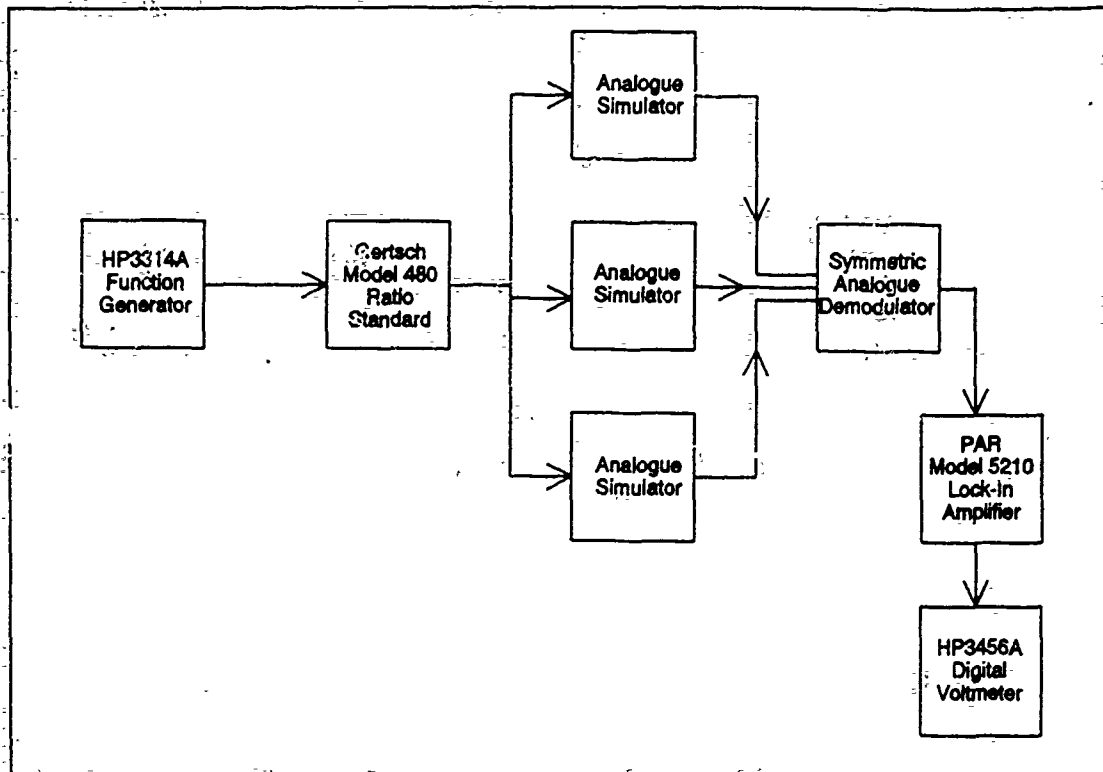 Analogue
Simulator
HP3314A
Function
Generator
Gertsch
Model 480
Ratio
Standard
Analogue
Simulator
Symmetric
Analogue
Demodulator
Analogue
Simulator
PAR
Model 5210
Lock-In
Amplifier
HP3456A
Digital
Voltmeter